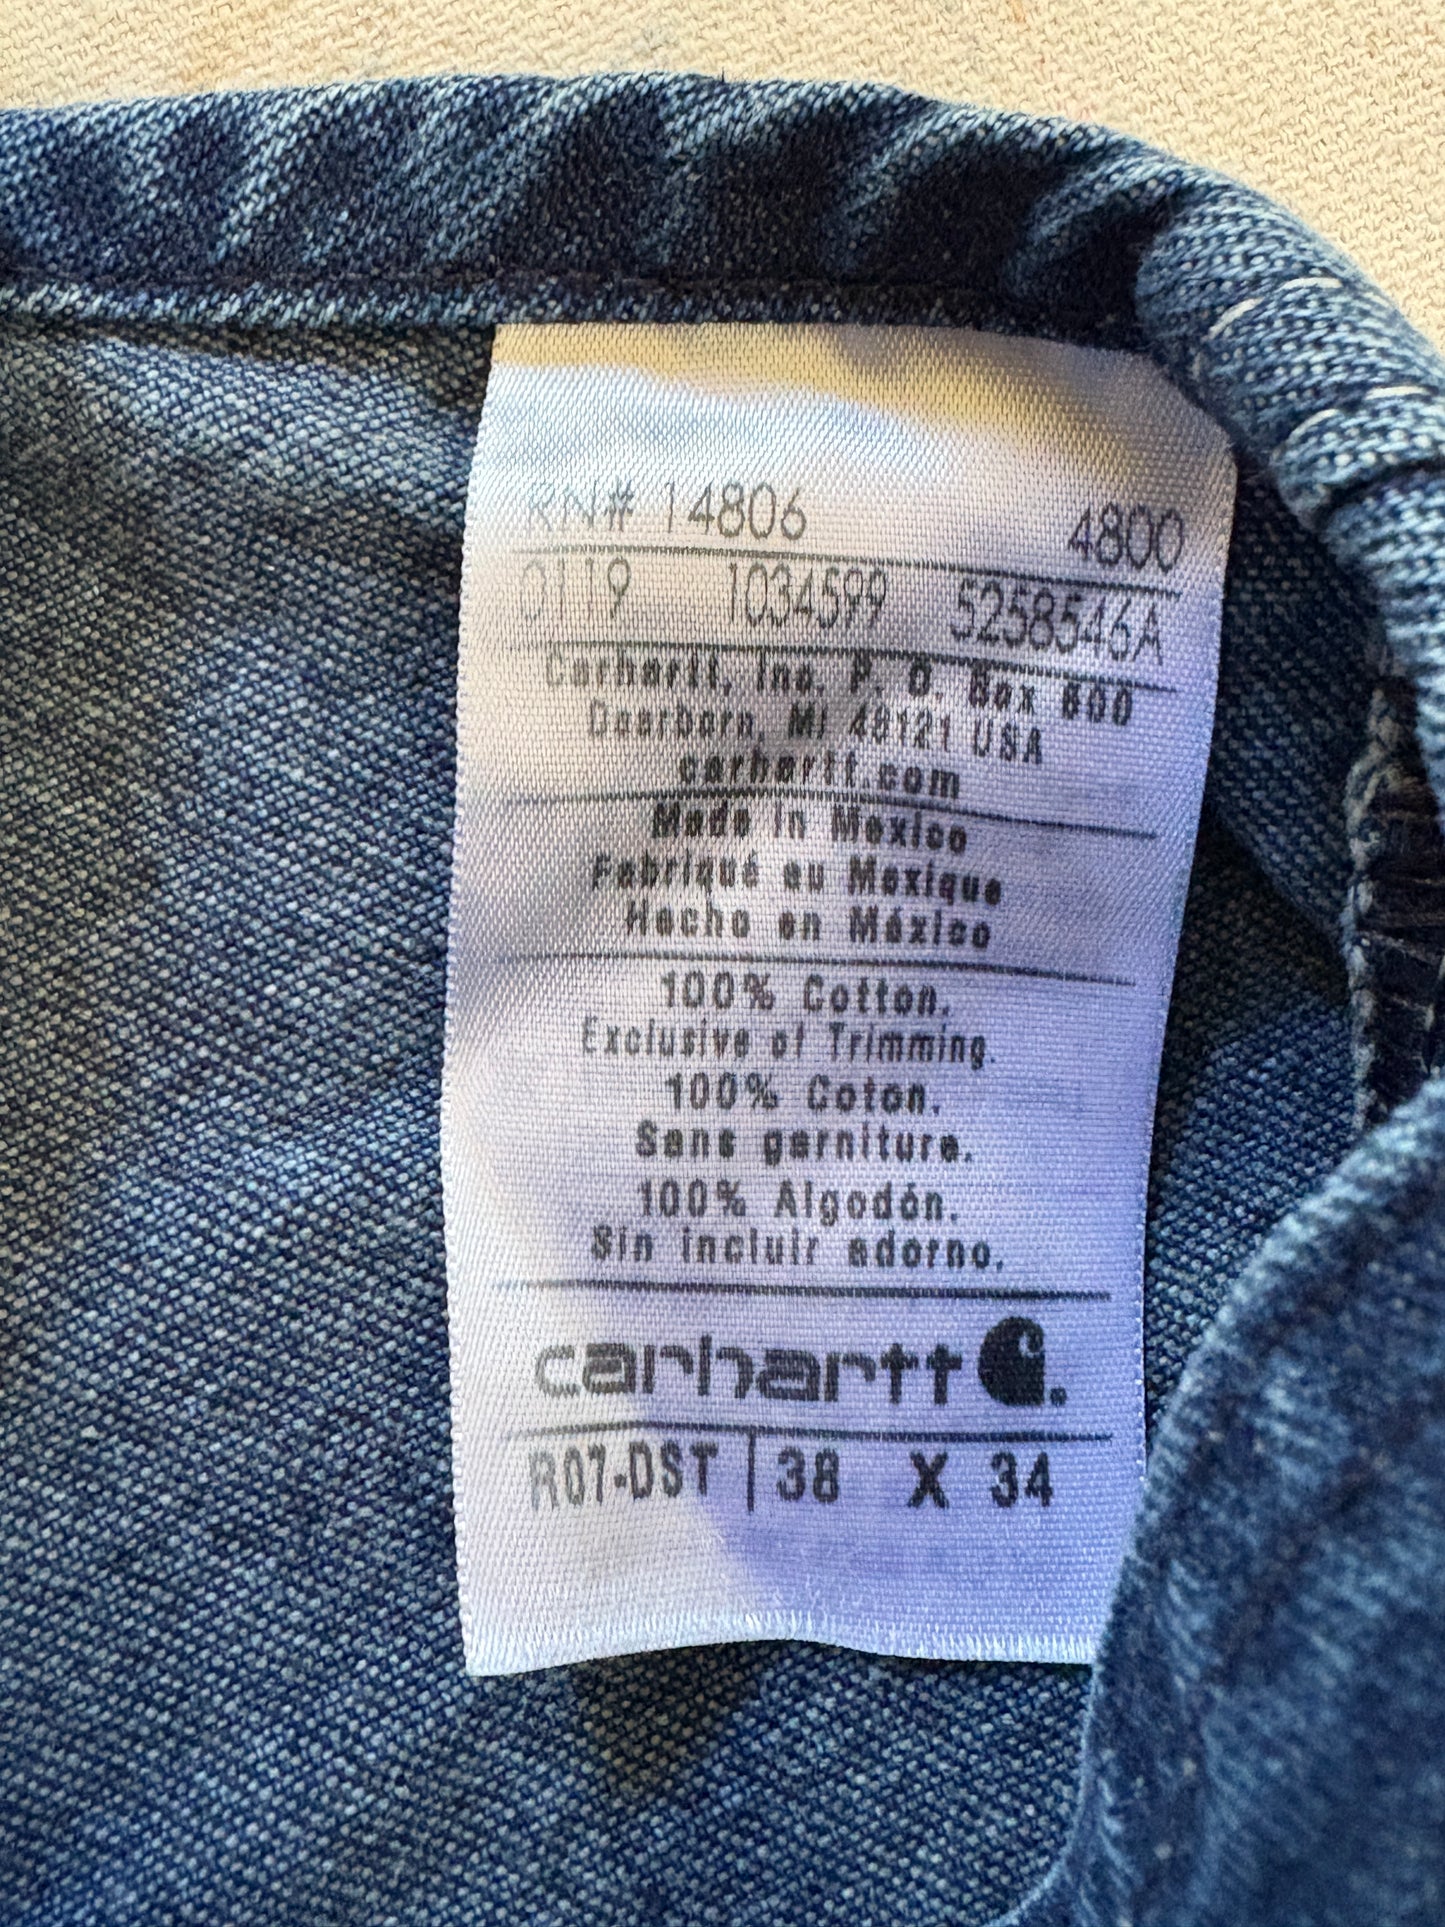 RN# 14806 4800
0119 1034599 5258546A
Carhartt, Inc. P. O. Box 600
Dearborn, MI 48121 USA
carhartt.com
Made in Mexico
Fabriqué au Mexique
Hecho en México
100% Cotton.
Exclusive of Trimming.
100% Coton.
Sans garniture.
100% Algodón.
Sin incluir adorno.
carhartt
R07-DST | 38 X 34